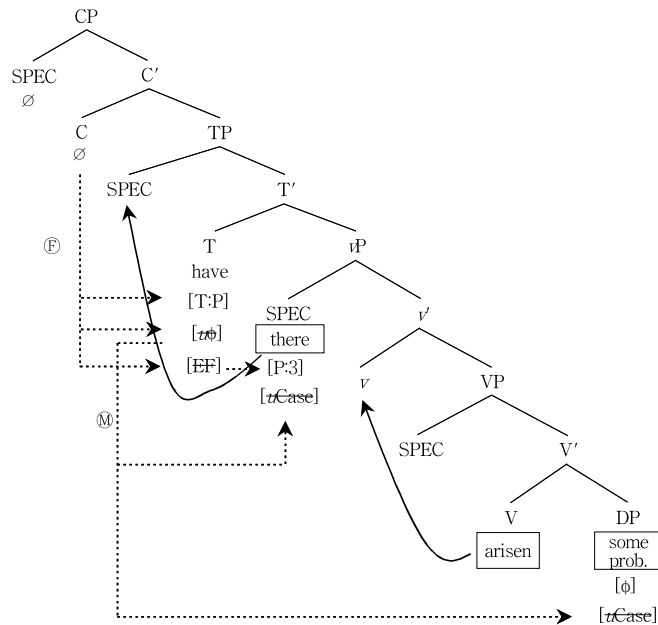 CP
SPEC C′
∅
C TP
∅
SPEC T′
Ⓕ T vP
have
[T:P] SPEC v′
[uϕ] there
[EF] [P:3] v VP
[uCase]
Ⓜ SPEC V′
V DP
arisen some
prob.
[ϕ]
[uCase]